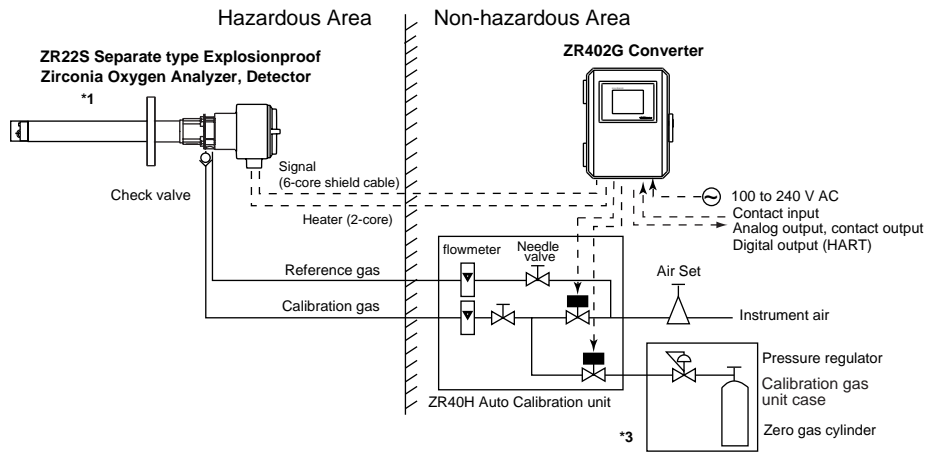 Hazardous Area
Non-hazardous Area
ZR22S Separate type Explosionproof
Zirconia Oxygen Analyzer, Detector
*1
ZR402G Converter
Signal
(6-core shield cable)
Check valve
Heater (2-core)
100 to 240 V AC
Contact input
Analog output, contact output
Digital output (HART)
flowmeter
Needle
valve
Reference gas
Air Set
Calibration gas
Instrument air
Pressure regulator
Calibration gas
unit case
ZR40H Auto Calibration unit
*3
Zero gas cylinder